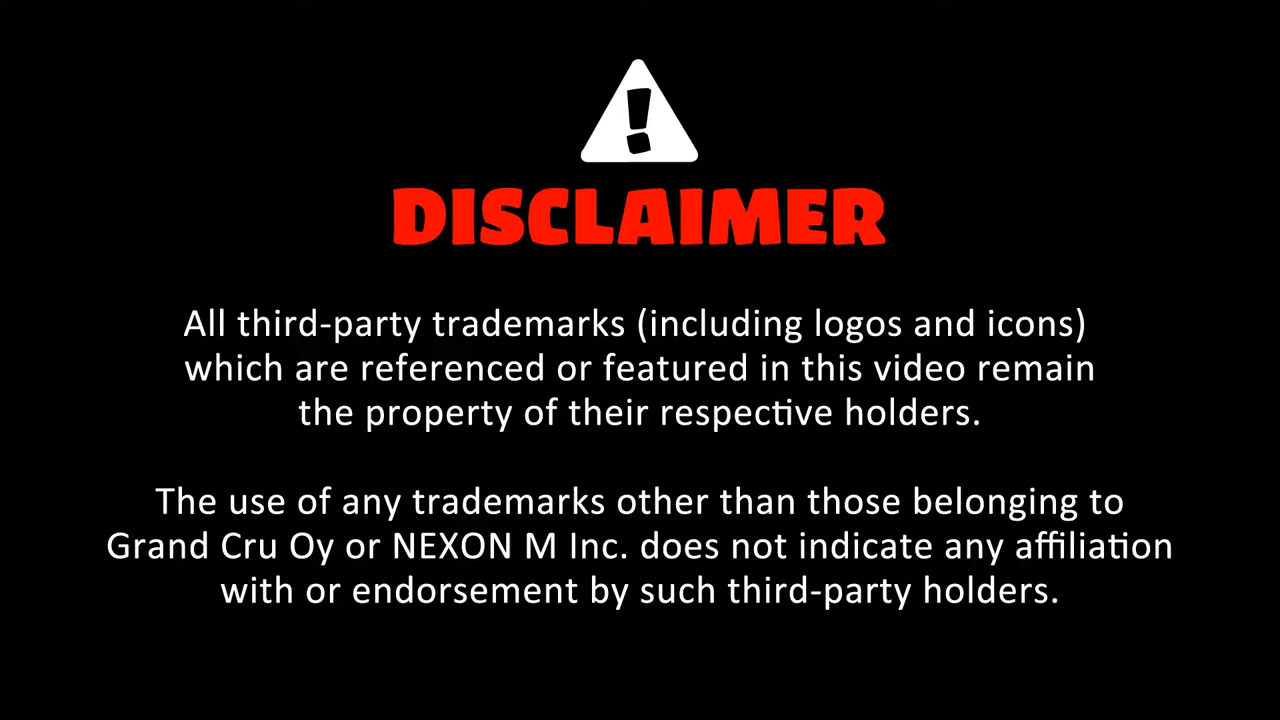 DISCLAIMER
All third-party trademarks (including logos and icons)
which are referenced or featured in this video remain
the property of their respective holders.
The use of any trademarks other than those belonging to
Grand Cru Oy or NEXON M Inc. does not indicate any affiliation
with or endorsement by such third-party holders.